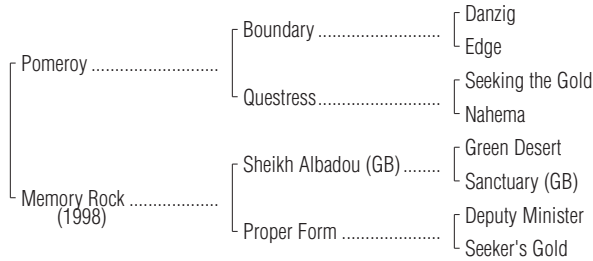 Danzig
Boundary ..............................
Edge
Pomeroy ..............................
Seeking the Gold
Questress..............................
Nahema
Green Desert
Sheikh Albadou (GB) ........
Sanctuary (GB)
Memory Rock ......................
(1998)
Deputy Minister
Proper Form ........................
Seeker's Gold